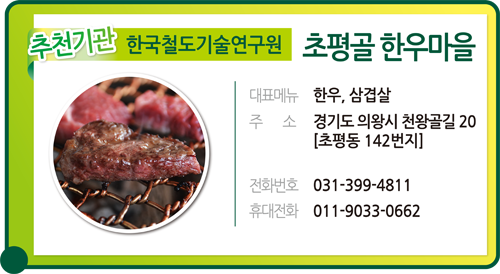 추천기관 한국철도기술연구원 초평골 한우마을
대표메뉴 한우, 삼겹살
주 소 경기도 의왕시 천왕골길 20
[초평동 142번지]
전화번호 031-399-4811
휴대전화 011-9033-0662